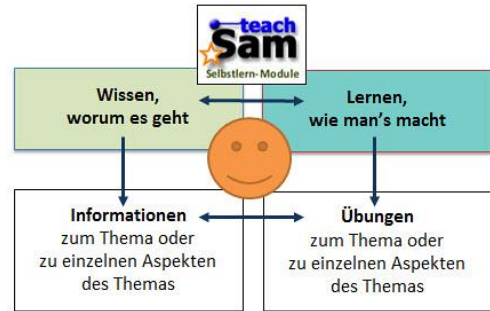 teach
Sam
Selbstlern-Module
Wissen,
worum es geht
Lernen,
wie man's macht
Informationen
zum Thema oder
zu einzelnen Aspekten
des Themas
Übungen
zum Thema oder
zu einzelnen Aspekten
des Themas